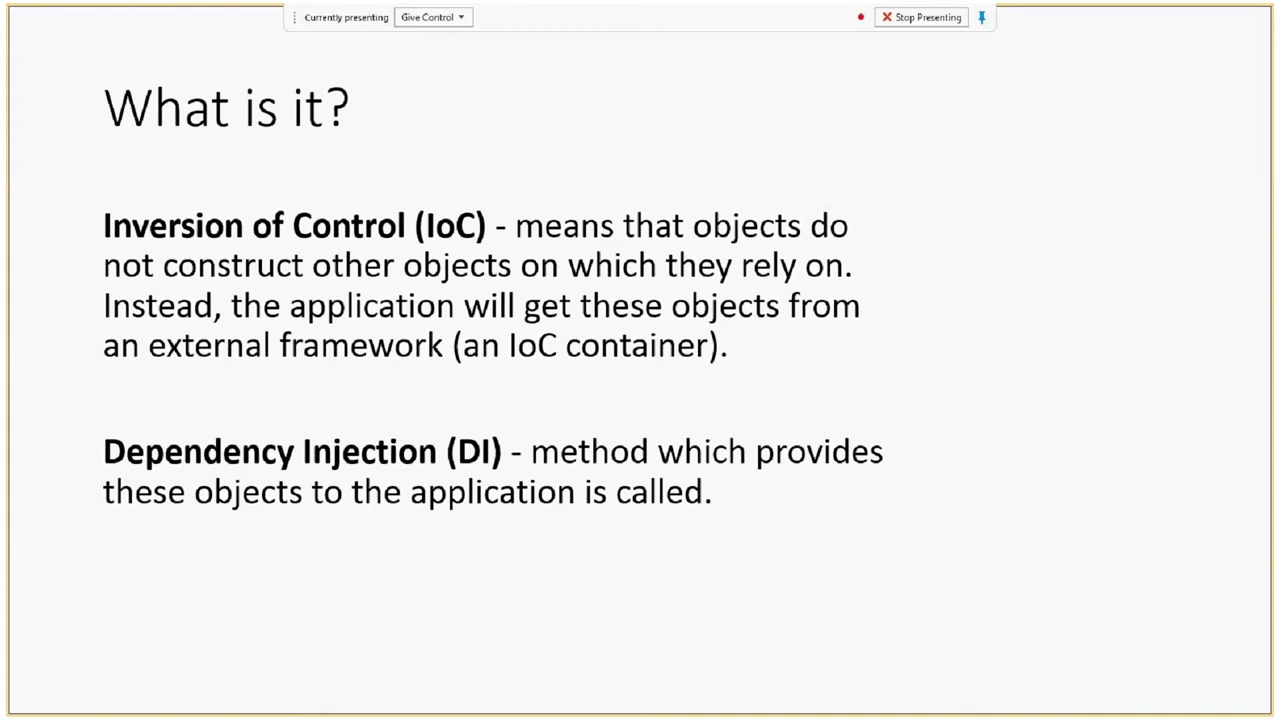 Currently presenting Give Control Stop Presenting
What is it?
Inversion of Control (IoC) - means that objects do
not construct other objects on which they rely on.
Instead, the application will get these objects from
an external framework (an IoC container).
Dependency Injection (DI) - method which provides
these objects to the application is called.